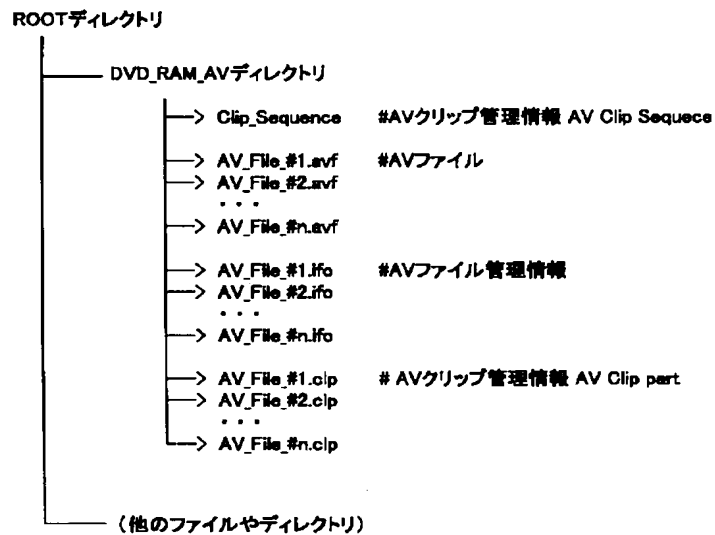 ROOTディレクトリ
DVD_RAM_AVディレクトリ
Clip_Sequence #AVクリップ管理情報 AV Clip Sequece
AV_File_#1.avf #AVファイル
AV_File_#2.avf
・・・
AV_File_#n.avf
AV_File_#1.ifo #AVファイル管理情報
AV_File_#2.ifo
・・・
AV_File_#n.ifo
AV_File_#1.clp # AVクリップ管理情報 AV Clip part
AV_File_#2.clp
・・・
AV_File_#n.clp
(他のファイルやディレクトリ)